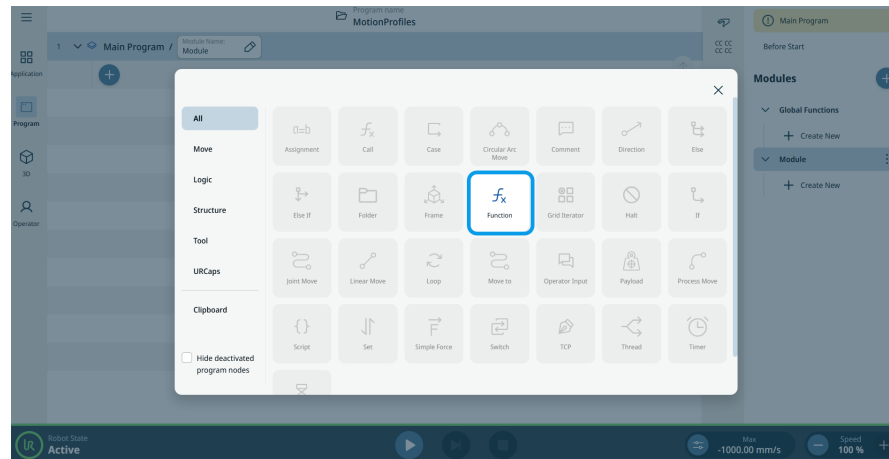 Program name
MotionProfiles
Main Program
1
Main Program /
Module Name:
Module
CC CC
CC CC
Before Start
Application
Modules
All
Program
Global Functions
Assignment
Call
Case
Circular Arc
Move
Comment
Direction
Else
Move
Create New
Module
3D
Logic
Create New
Structure
Else If
Folder
Frame
Function
Grid Iterator
Halt
If
Operator
Tool
URCaps
Joint Move
Linear Move
Loop
Move to
Operator Input
Payload
Process Move
Clipboard
Script
Set
Simple Force
Switch
TCP
Thread
Timer
Hide deactivated
program nodes
Robot State
Active
Max
-1000.00 mm/s
Speed
100 %